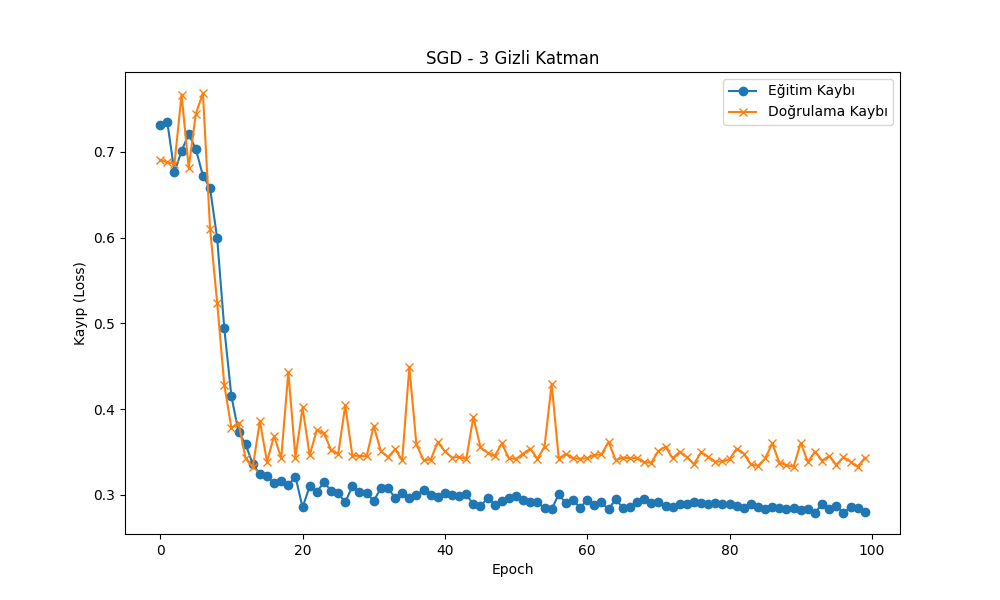 SGD - 3 Gizli Katman
Eğitim Kaybı
Doğrulama Kaybı
Kayıp (Loss)
0.7
0.6
0.5
0.4
0.3
0
20
40
60
80
100
Epoch